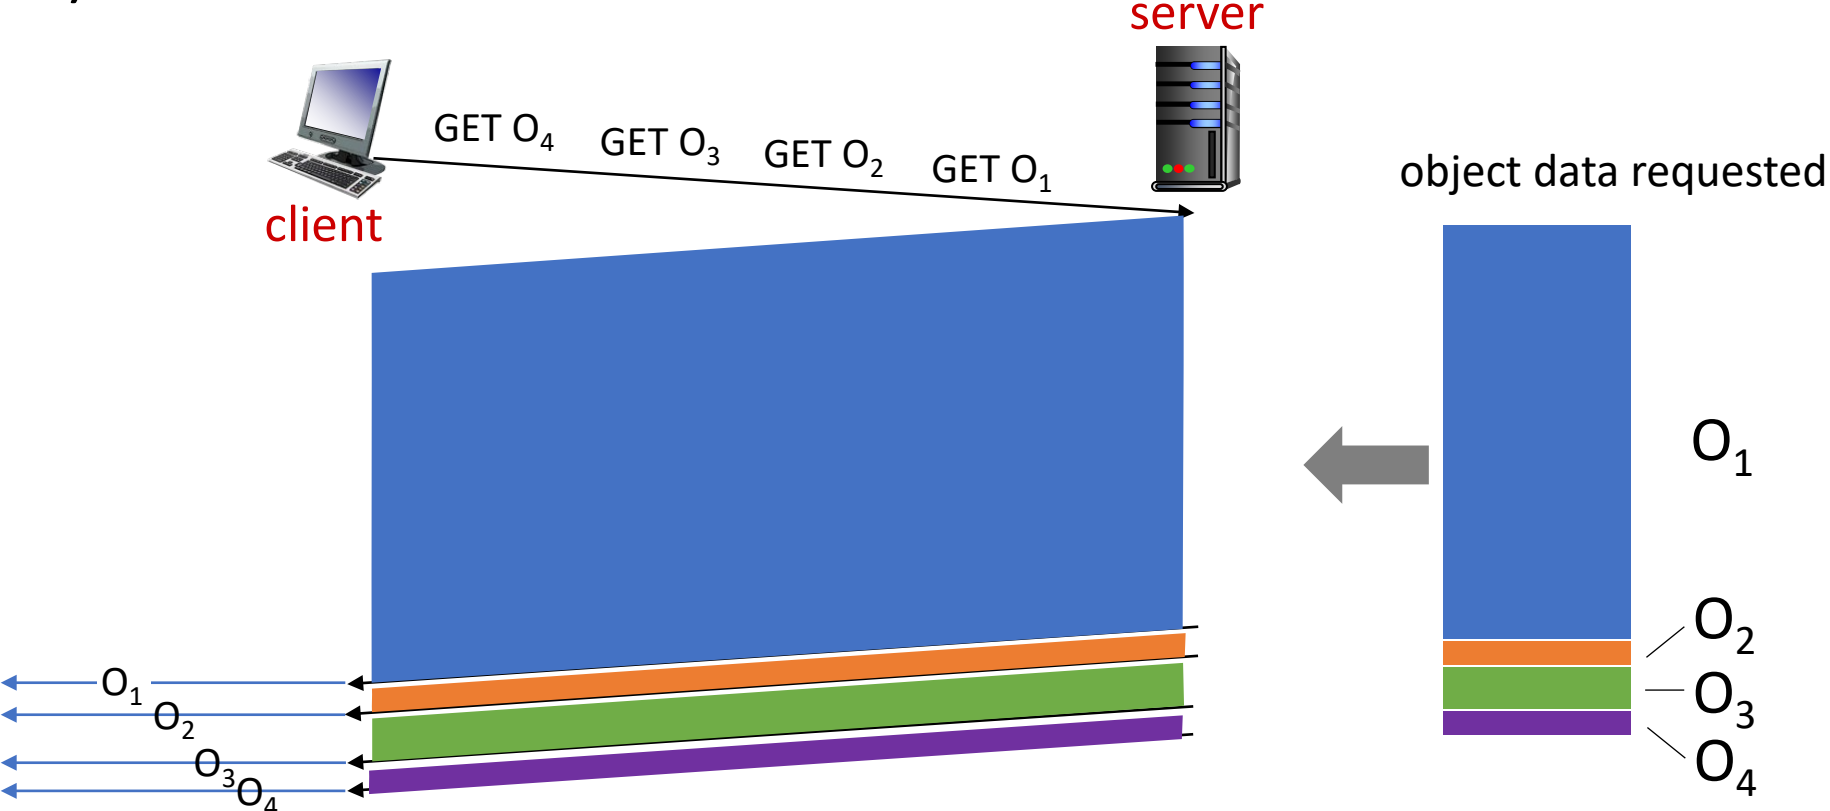 server
GET O4 GET O3 GET O2 GET O1
object data requested
client
O1
O2
O1
O2
O3
O3
O4
O4